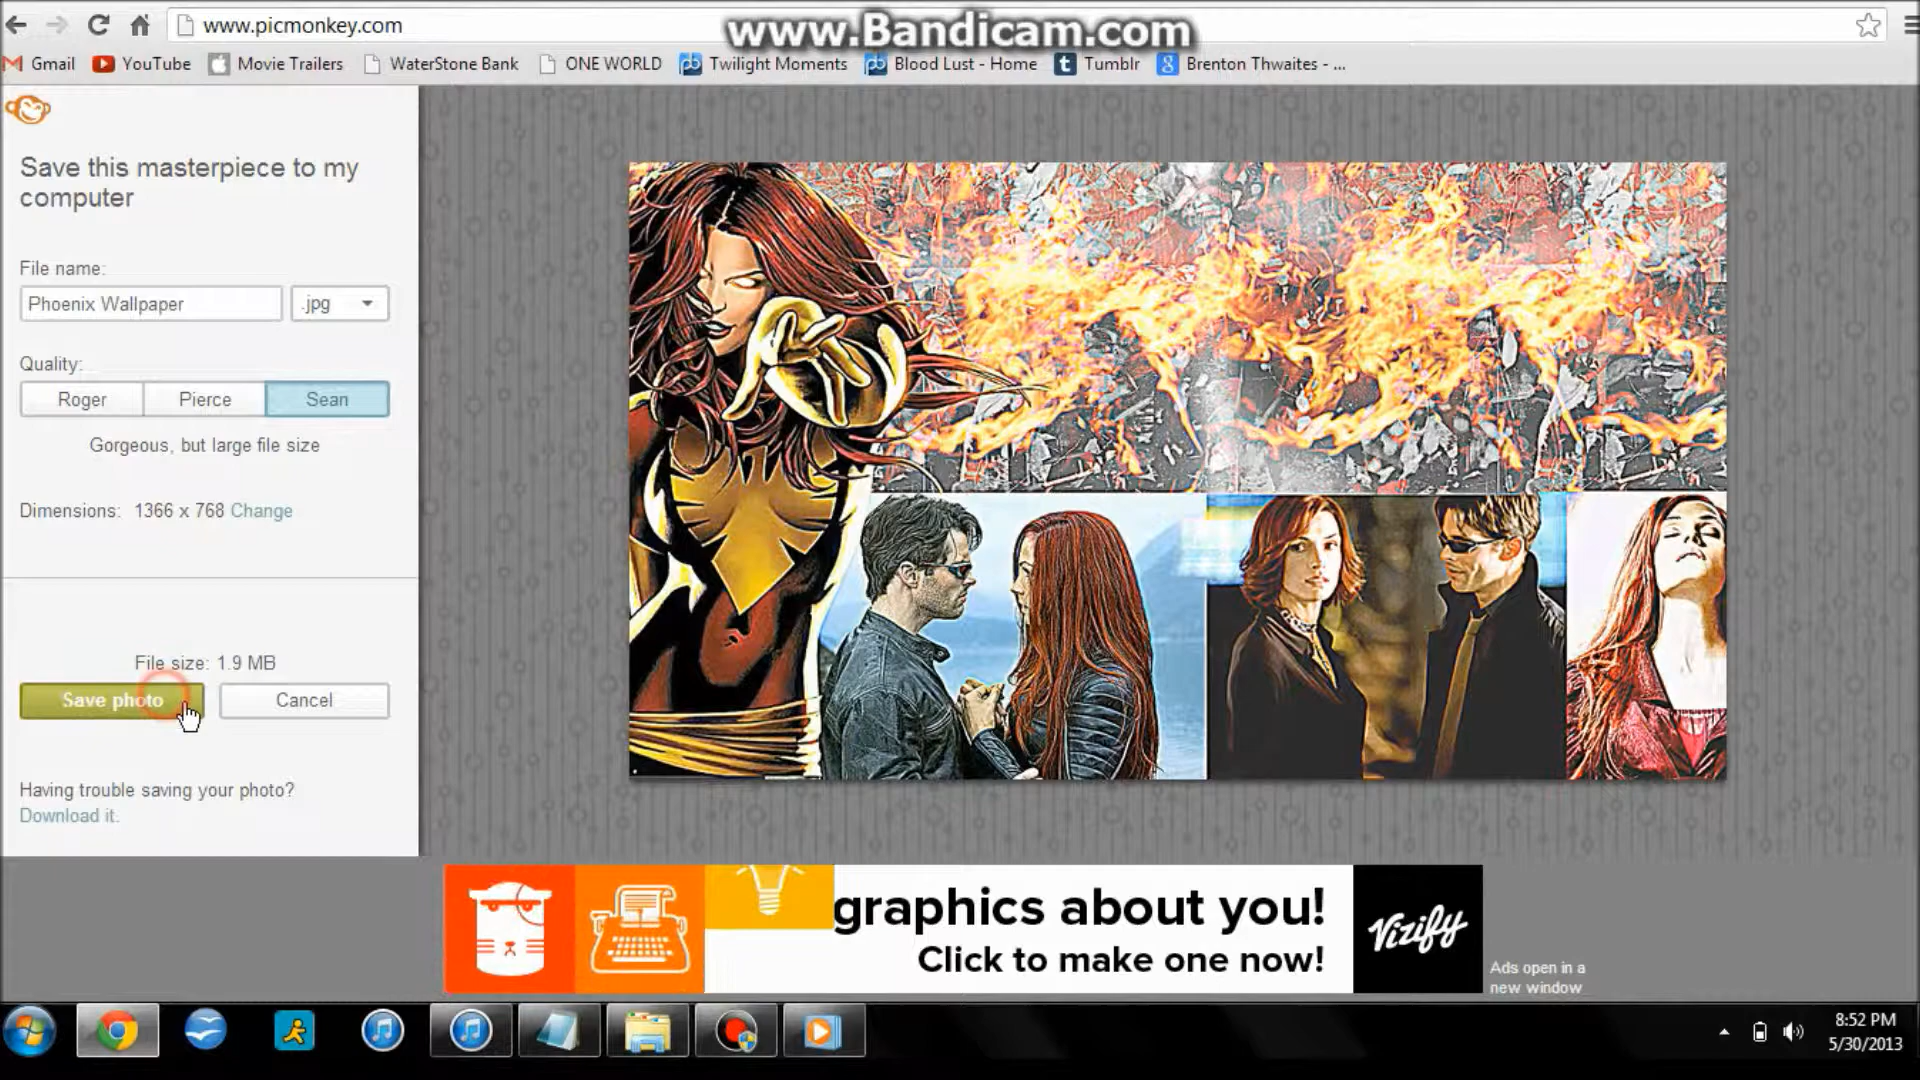 www.picmonkey.com
www.Bandicam.com
Gmail
YouTube
Movie Trailers
WaterStone Bank
ONE WORLD
Twilight Moments
Blood Lust - Home
Tumblr
Brenton Thwaites - ...
Save this masterpiece to my
computer
File name:
Phoenix Wallpaper
.jpg
Quality:
Roger
Pierce
Sean
Gorgeous, but large file size
Dimensions: 1366 x 768 Change
File size: 1.9 MB
Save photo
Cancel
Having trouble saving your photo?
Download it.
graphics about you!
Click to make one now!
Vizify
Ads open in a
new window
8:52 PM
5/30/2013